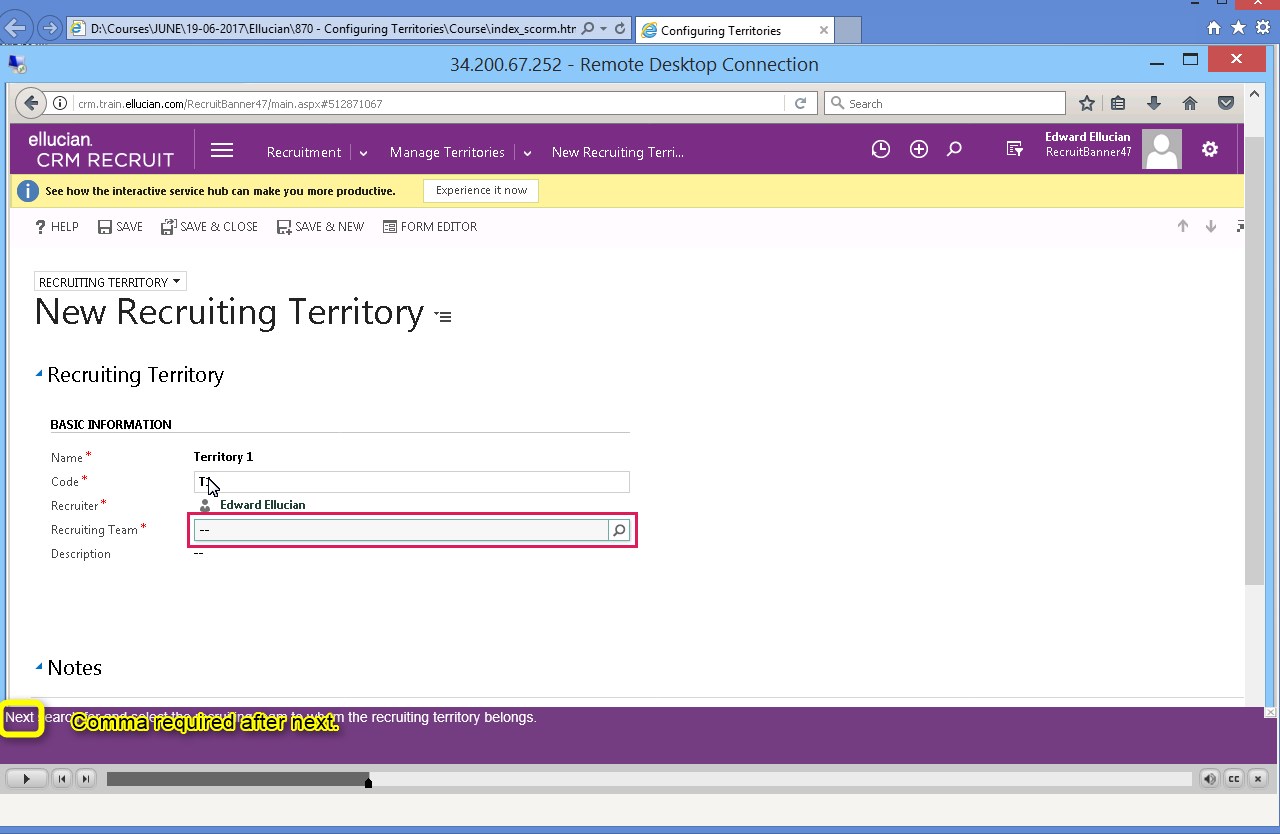 D:\Courses\JUNE\19-06-2017\Ellucian\870 - Configuring Territories\Course\index_scorm.htr
Configuring Territories
34.200.67.252 - Remote Desktop Connection
crm.train.ellucian.com/RecruitBanner47/main.aspx#512871067
Search
ellucian.
CRM RECRUIT
Recruitment
Manage Territories
New Recruiting Terri...
Edward Ellucian
RecruitBanner47
See how the interactive service hub can make you more productive.
Experience it now
? HELP
SAVE
SAVE & CLOSE
SAVE & NEW
FORM EDITOR
RECRUITING TERRITORY
New Recruiting Territory
Recruiting Territory
BASIC INFORMATION
Name *
Territory 1
Code *
Recruiter *
Edward Ellucian
Recruiting Team *
--
Description
--
Notes
Next search for and select the recruiting team to whom the recruiting territory belongs.
Comma required after next.
CC